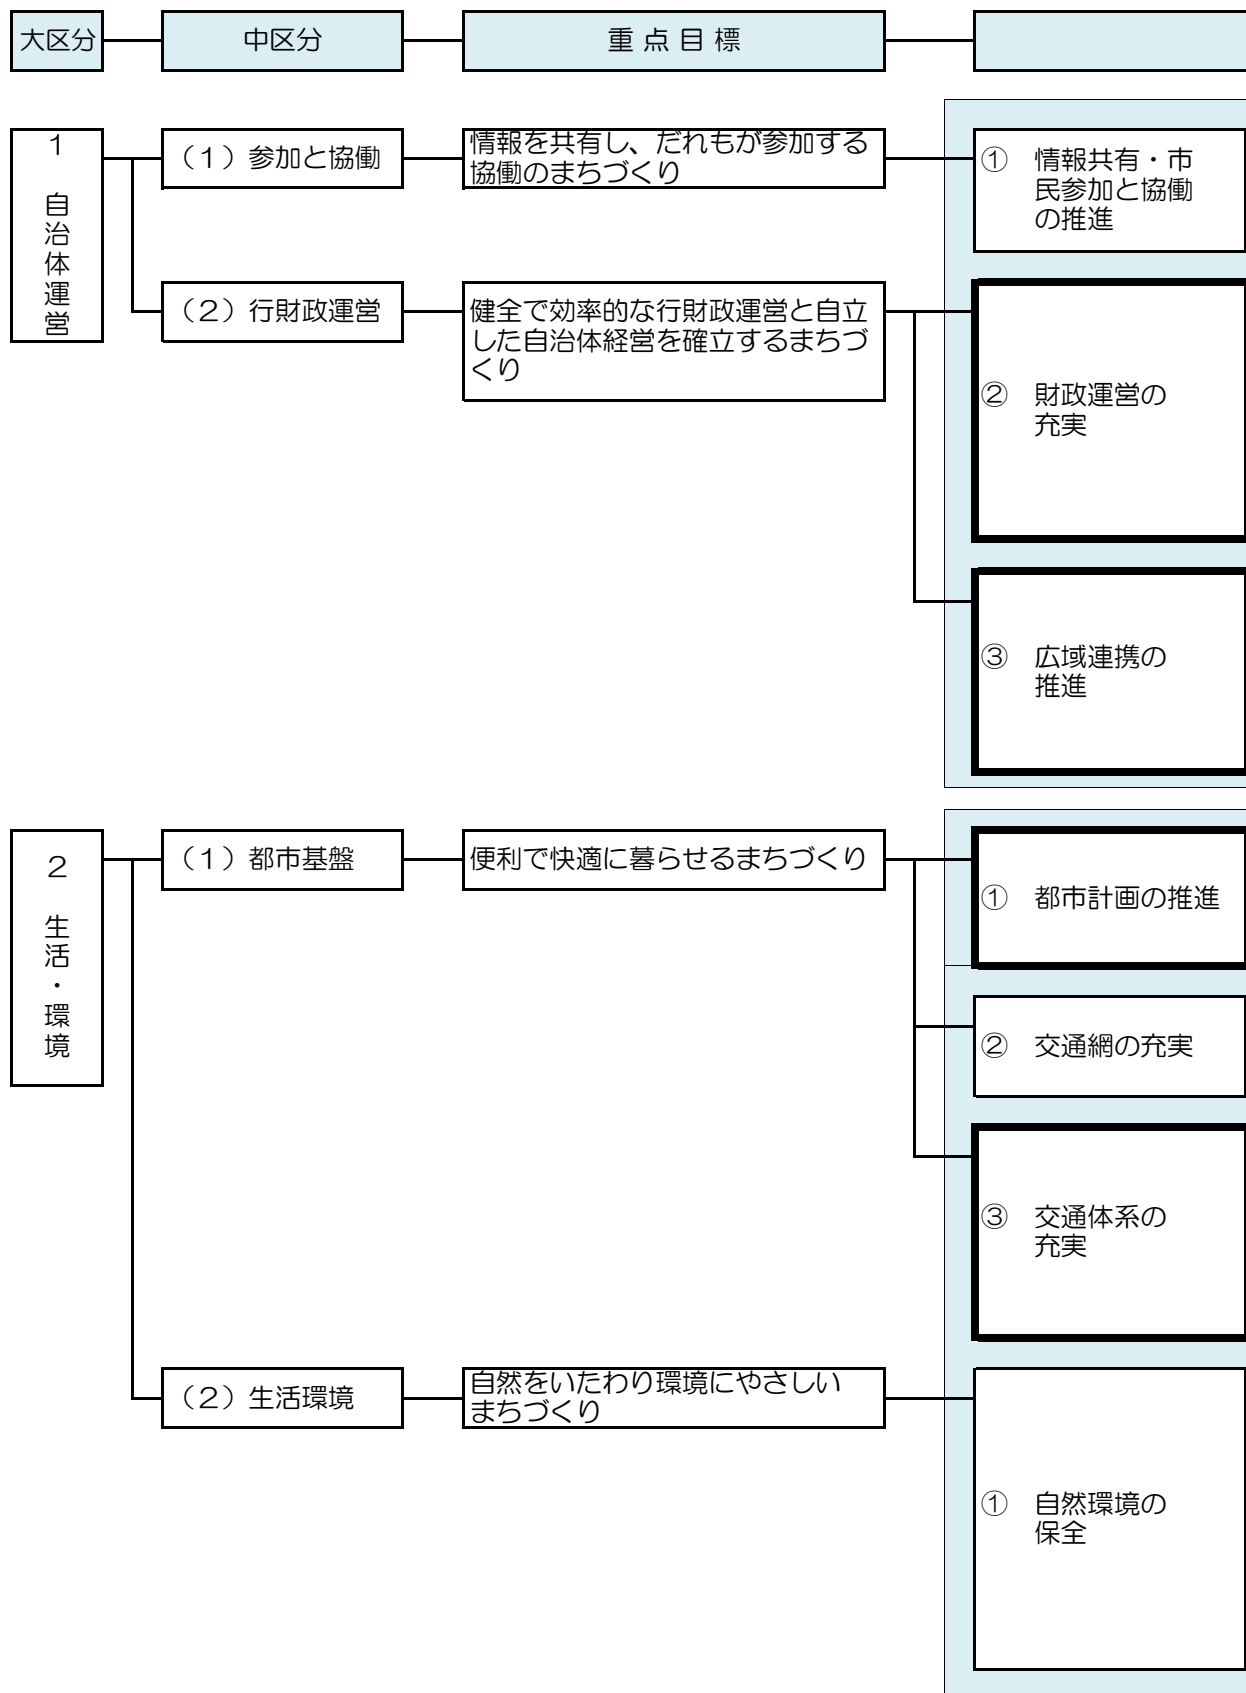 大区分
中区分
重 点 目 標
1
自治体運営
（1）参加と協働
情報を共有し、だれもが参加する
協働のまちづくり
① 情報共有・市
民参加と協働
の推進
（2）行財政運営
健全で効率的な行財政運営と自立
した自治体経営を確立するまちづ
くり
② 財政運営の
充実
③ 広域連携の
推進
2
生活・環境
（1）都市基盤
便利で快適に暮らせるまちづくり
① 都市計画の推進
② 交通網の充実
③ 交通体系の
充実
（2）生活環境
自然をいたわり環境にやさしい
まちづくり
① 自然環境の
保全